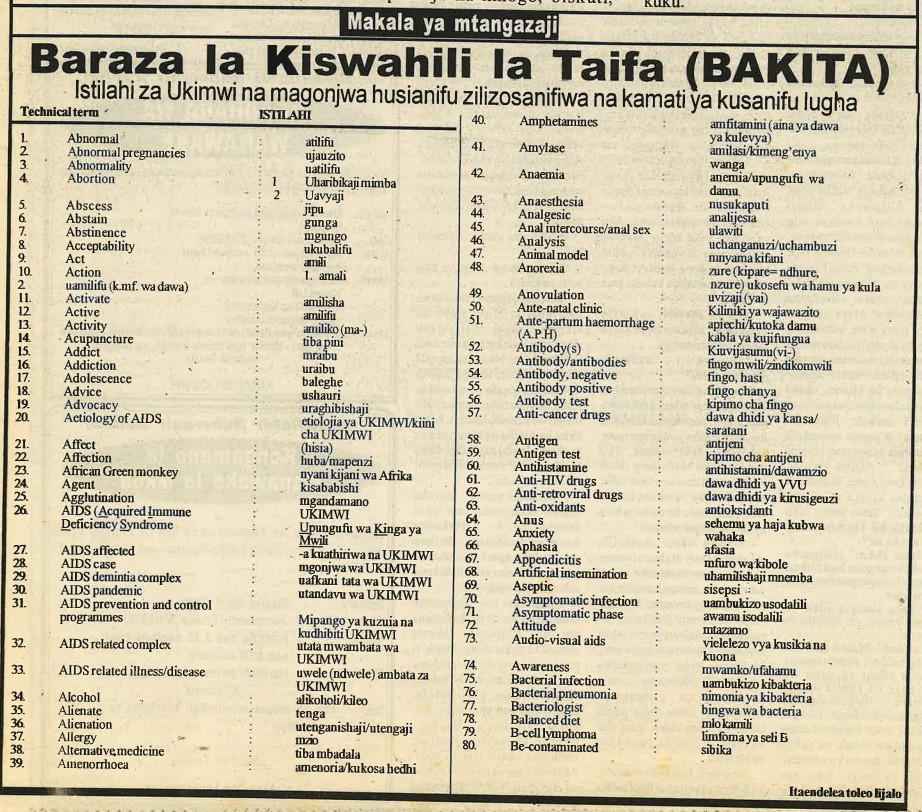 kuku.
Makala ya mtangazaji
Baraza la Kiswahili la Taifa (BAKITA)
Istilahi za Ukimwi na magonjwa husianifu zilizosanifiwa na kamati ya kusanifu lugha
Technical term ISTILAHI
1. Abnormal : atilifu
2. Abnormal pregnancies : ujauzito
3. Abnormality : uatilifu
4. Abortion 1 Uharibikaji mimba
2 Uavyaji
5. Abscess : jipu
6. Abstain : gunga
7. Abstinence : mgungo
8. Acceptability : ukubalifu
9. Act : amili
10. Action : 1. amali
2. uamilifu (k.m f. wa dawa)
11. Activate : amilisha
12. Active : amilifu
13. Activity : amiliko (ma-)
14. Acupuncture : tiba pini
15. Addict : mraibu
16. Addiction : uraibu
17. Adolescence : baleghe
18. Advice : ushauri
19. Advocacy : uraghibishaji
20. Aetiology of AIDS : etiolojia ya UKIMWI/kiini
cha UKIMWI
21. Affect : (hisia)
22. Affection : huba/mapenzi
23. African Green monkey : nyani kijani wa Afrika
24. Agent : kisababishi
25. Agglutination : mgandamano
26. AIDS (Acquired Immune : UKIMWI
Deficiency Syndrome : Upungufu wa Kinga ya
Mwili
27. AIDS affected : -a kuathiriwa na UKIMWI
28. AIDS case : mgonjwa wa UKIMWI
29. AIDS demintia complex : uafkani tata wa UKIMWI
30. AIDS pandemic : utandavu wa UKIMWI
31. AIDS prevention and control
programmes Mipango ya kuzuia na
kudhibiti UKIMWI
32. AIDS related complex : utata mwambata wa
UKIMWI
33. AIDS related illness/disease : uwele (ndwele) ambata za
UKIMWI
34. Alcohol : alikoholi/kileo
35. Alienate : tenga
36. Alienation : utenganishaji/utengaji
37. Allergy : mzio
38. Alternative medicine : tiba mbadala
39. Amenorrhoea : amenoria/kukosa hedhi
40. Amphetamines : amfitamini (aina ya dawa
ya kulevya)
41. Amylase : amilasi/kimeng'enya
wanga
42. Anaemia : anemia/upungufu wa
damu
43. Anaesthesia : nusukaputi
44. Analgesic : analijesia
45. Anal intercourse/anal sex : ulawiti
46. Analysis : uchanganuzi/uchambuzi
47. Animal model : mnyama kifani
48. Anorexia : zure (kipare= ndhure,
nzure) ukosefu wa hamu ya kula
49. Anovulation : uvizaji (yai)
50. Ante-natal clinic : Kiliniki ya wajawazito
51. Ante-partum haemorrhage : apiechi/kutoka damu
(A.P.H) kabla ya kujifungua
52. Antibody(s) : Kiuvijasumu(vi-)
53. Antibody/antibodies : fingo mwili/zindikomwili
54. Antibody, negative : fingo, hasi
55. Antibody positive : fingo chanya
56. Antibody test : kipimo cha fingo
57. Anti-cancer drugs : dawa dhidi ya kansa/
saratani
58. Antigen : antijeni
59. Antigen test : kipimo cha antijeni
60. Antihistamine : antihistamini/dawamzio
61. Anti-HIV drugs : dawa dhidi ya VVU
62. Anti-retroviral drugs : dawa dhidi ya kirusigeuzi
63. Anti-oxidants : antioksidanti
64. Anus : sehemu ya haja kubwa
65. Anxiety : wahaka
66. Aphasia : afasia
67. Appendicitis : mfuro wa kibole
68. Artificial insemination : uhamilishaji mnemba
69. Aseptic : sisepsi
70. Asymptomatic infection : uambukizo usodalili
71. Asymptomatic phase : awamu isodalili
72. Attitude : mtazamo
73. Audio-visual aids : vielelezo vya kusikia na
kuona
74. Awareness : mwamko/ufahamu
75. Bacterial infection : uambukizo kibakteria
76. Bacterial pneumonia : nimonia ya kibakteria
77. Bacteriologist : bingwa wa bacteria
78. Balanced diet : mlo kamili
79. B-cell lymphoma : limfoma ya seli B
80. Be-contaminated : sibika
Itaendelea toleo lijalo